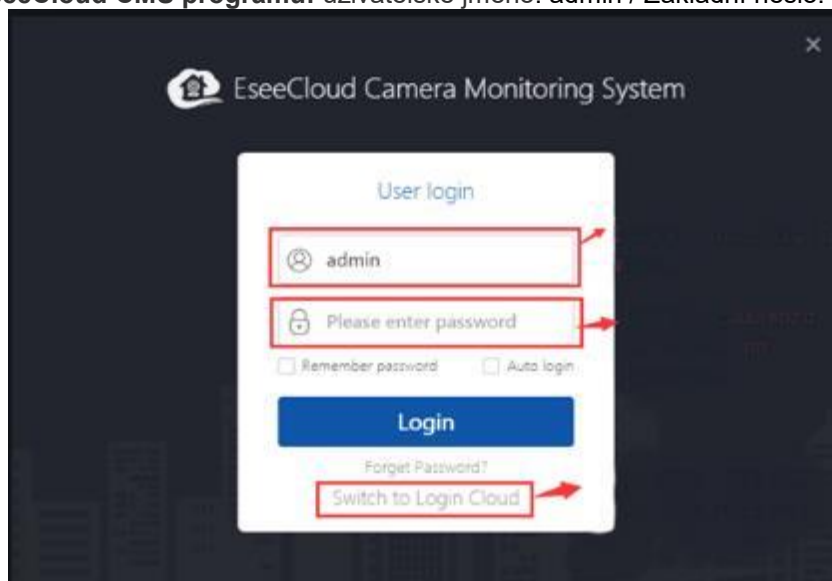 CMS programu: uživatelské jméno: admin / Základní heslo:
EseeCloud Camera Monitoring System
User login
admin
Please enter password
Remember password Auto login
Login
Forget Password?
Switch to Login Cloud